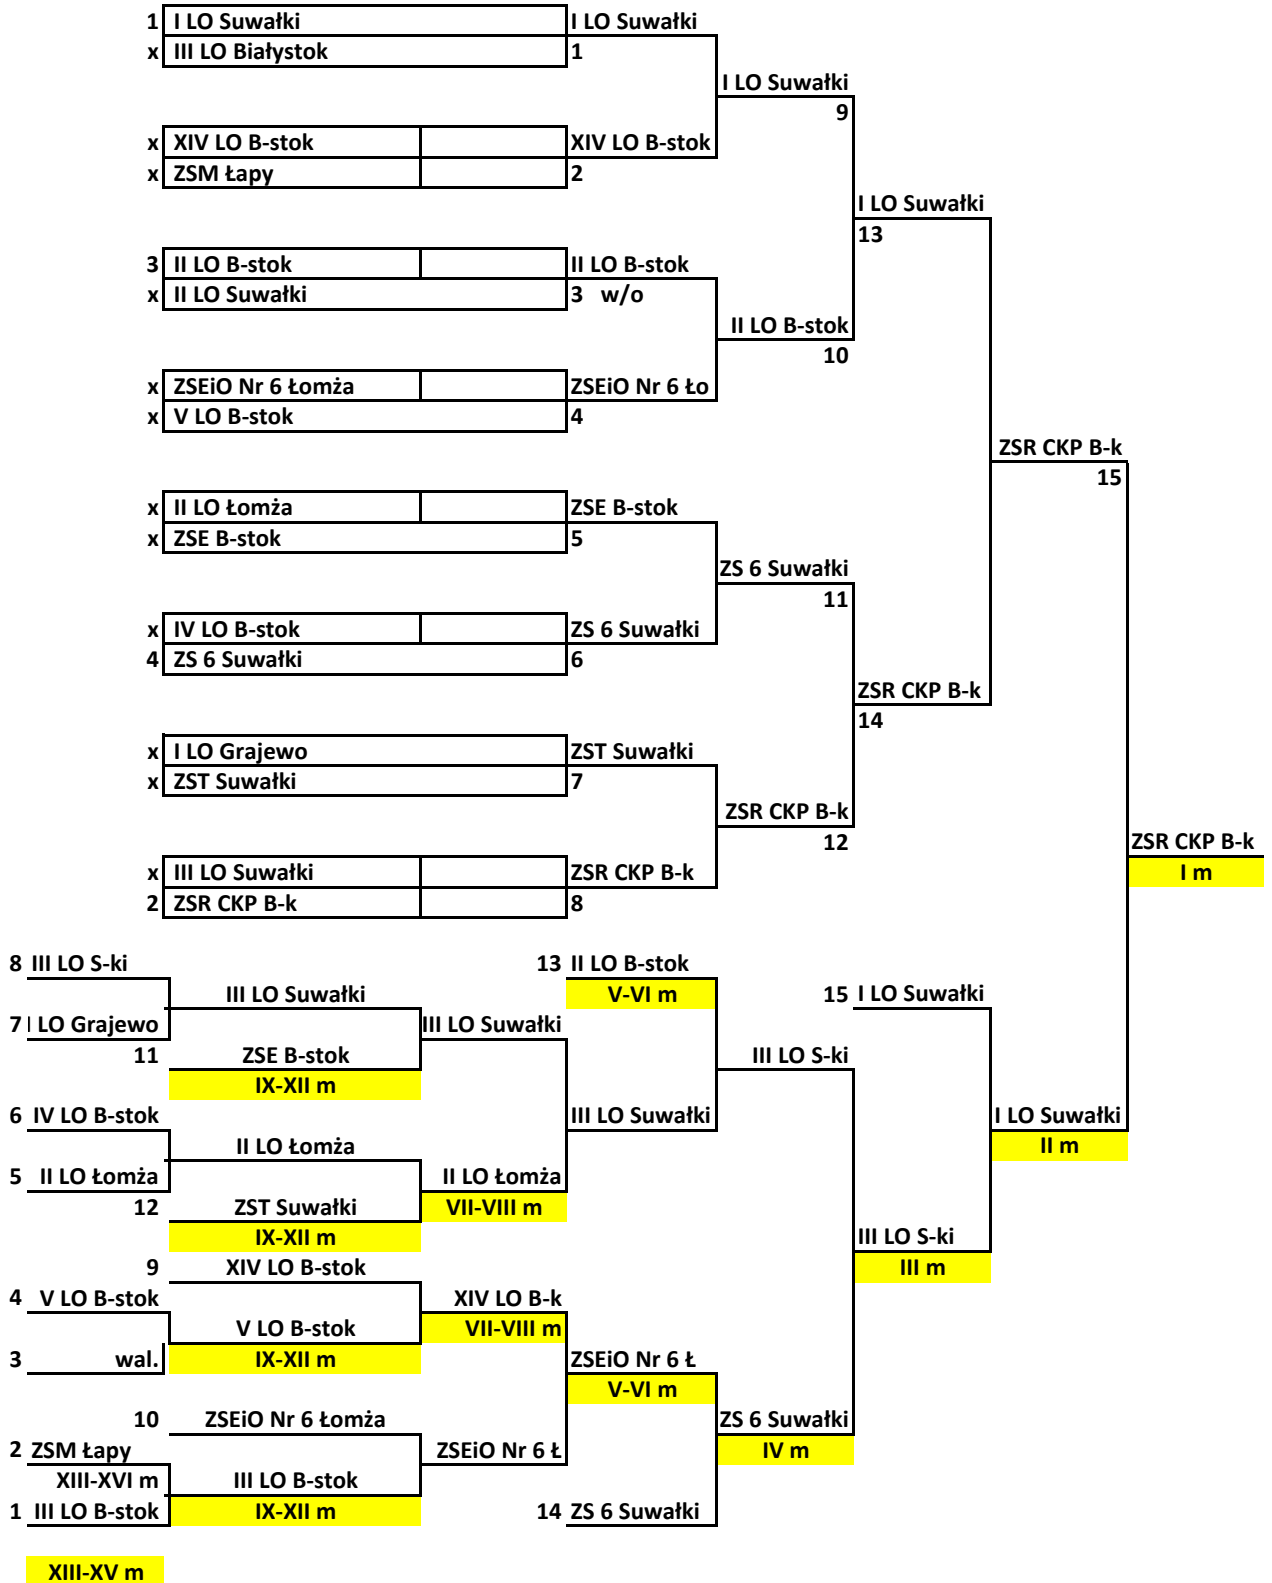 1 I LO Suwałki I LO Suwałki
x III LO Białystok 1
I LO Suwałki
9
x XIV LO B-stok XIV LO B-stok
x ZSM Łapy 2
I LO Suwałki
13
3 II LO B-stok II LO B-stok
x II LO Suwałki 3 w/o
II LO B-stok
10
x ZSEiO Nr 6 Łomża ZSEiO Nr 6 Ło
x V LO B-stok 4
ZSR CKP B-k
15
x II LO Łomża ZSE B-stok
x ZSE B-stok 5
ZS 6 Suwałki
11
x IV LO B-stok ZS 6 Suwałki
4 ZS 6 Suwałki 6
ZSR CKP B-k
14
x I LO Grajewo ZST Suwałki
x ZST Suwałki 7
ZSR CKP B-k
12
ZSR CKP B-k
x III LO Suwałki ZSR CKP B-k
I m
2 ZSR CKP B-k 8
8 III LO S-ki 13 II LO B-stok
III LO Suwałki V-VI m 15 I LO Suwałki
7 I LO Grajewo III LO Suwałki
11 ZSE B-stok III LO S-ki
IX-XII m
6 IV LO B-stok III LO Suwałki I LO Suwałki
II LO Łomża II m
5 II LO Łomża II LO Łomża
12 ZST Suwałki VII-VIII m
IX-XII m III LO S-ki
9 XIV LO B-stok III m
4 V LO B-stok XIV LO B-k
V LO B-stok VII-VIII m
3 wal. IX-XII m ZSEiO Nr 6 Ł
V-VI m
10 ZSEiO Nr 6 Łomża ZS 6 Suwałki
2 ZSM Łapy ZSEiO Nr 6 Ł IV m
XIII-XVI m III LO B-stok
1 III LO B-stok IX-XII m 14 ZS 6 Suwałki
XIII-XV m